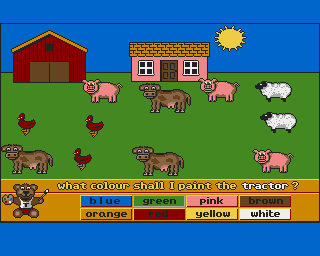 what colour shall I paint the tractor ?
blue green pink brown
orange red yellow white